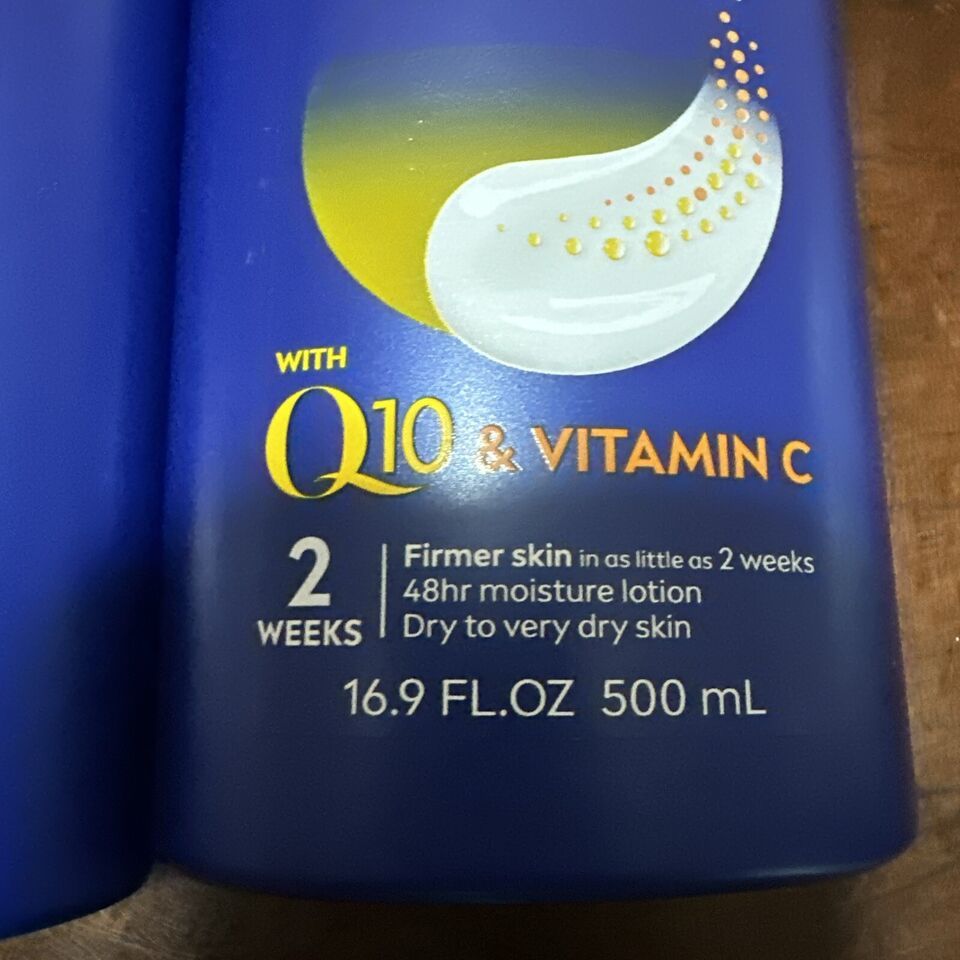 WITH
Q10 & VITAMIN C
2 WEEKS
Firmer skin in as little as 2 weeks
48hr moisture lotion
Dry to very dry skin
16.9 FL.OZ 500 mL